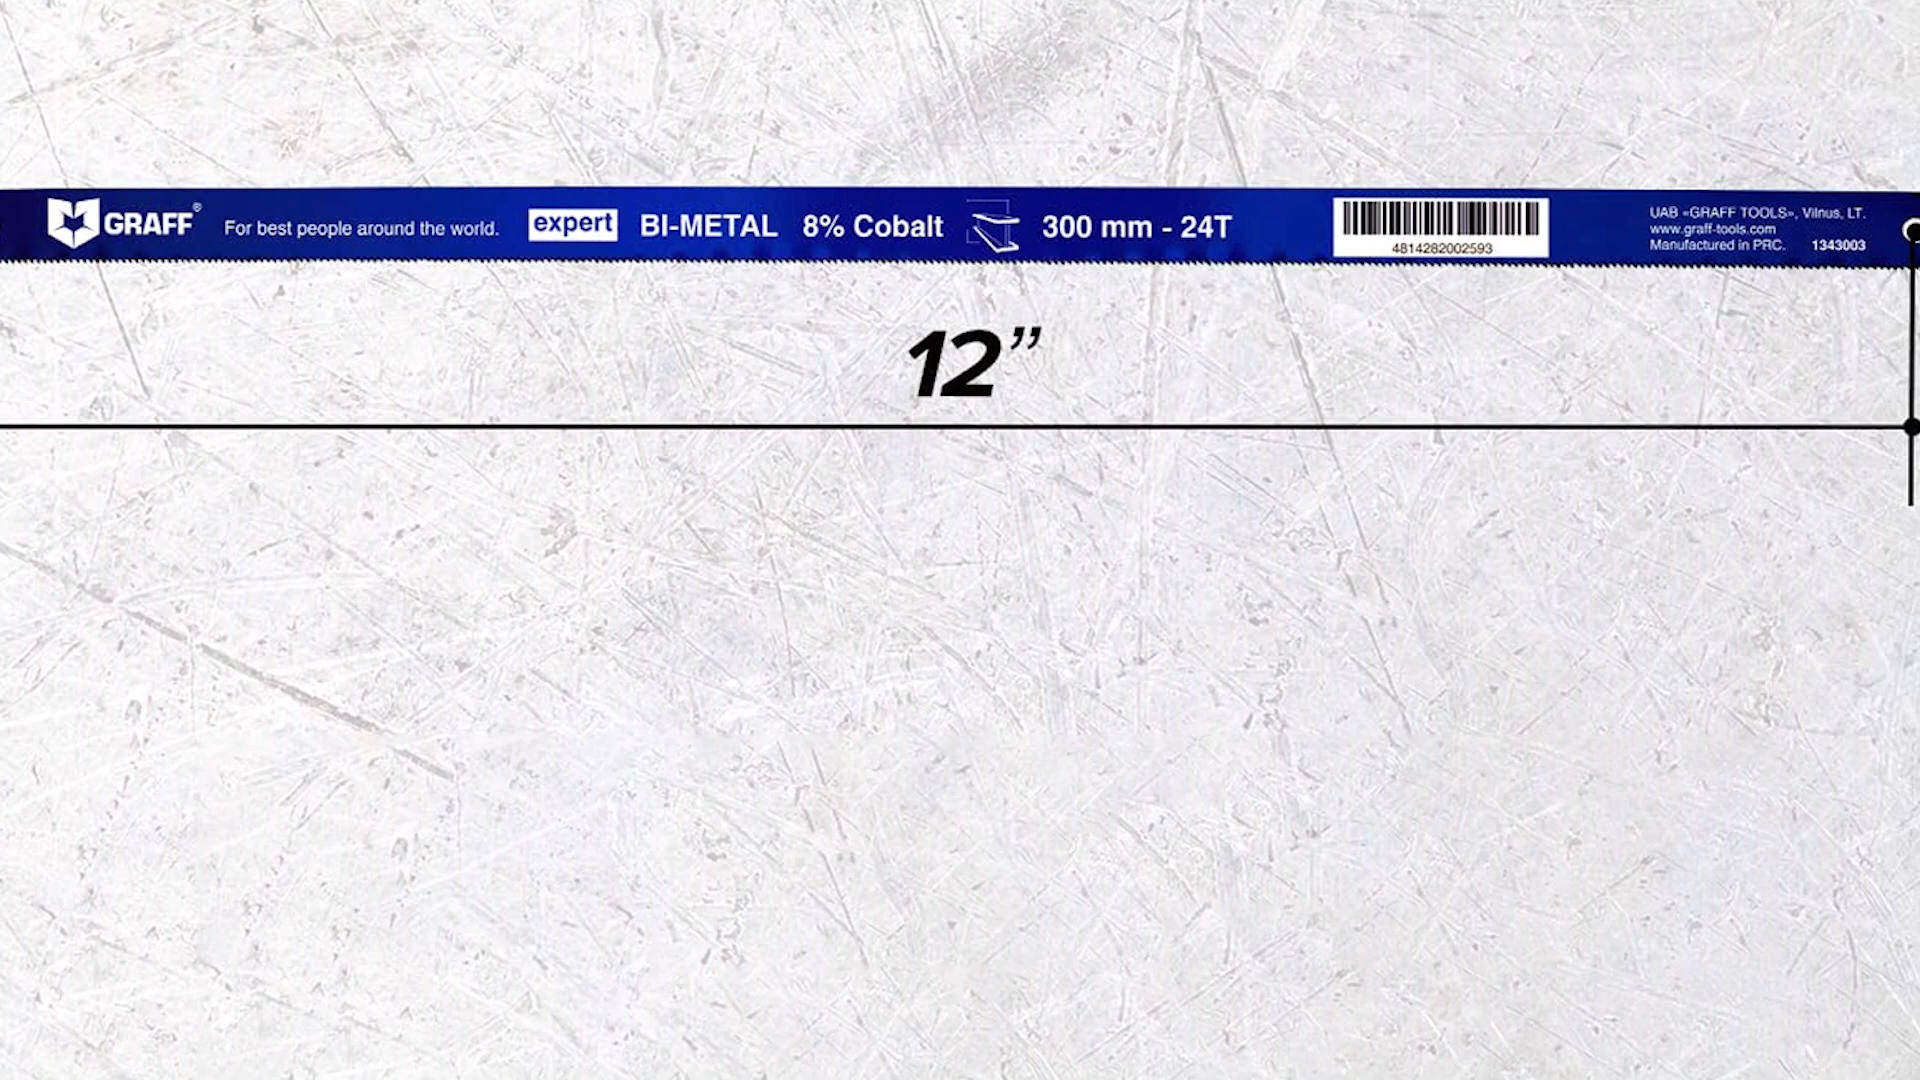 GRAFF®
For best people around the world.
expert
BI-METAL 8% Cobalt
300 mm - 24T
4814282002593
UAB «GRAFF TOOLS», Vilnus, LT.
www.graff-tools.com
Manufactured in PRC. 1343003
12”